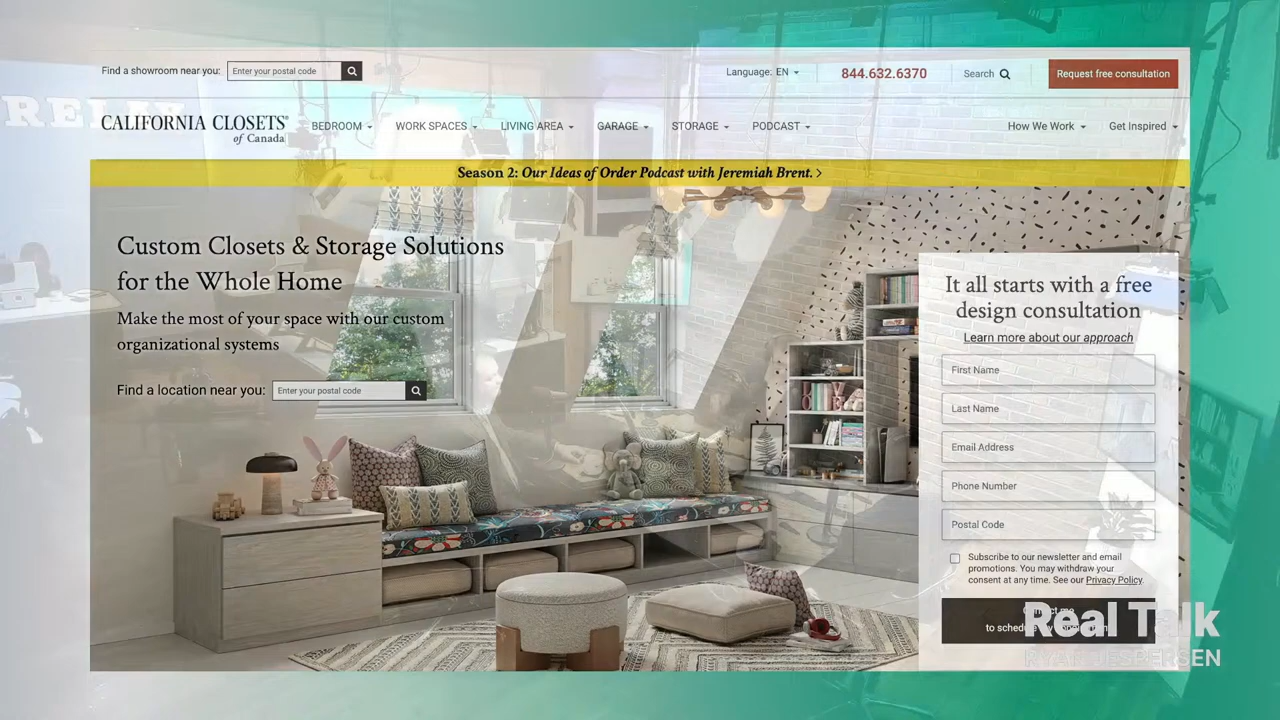 Find a showroom near you:
Enter your postal code
Language: EN
844.632.6370
Search
Request free consultation
CALIFORNIA CLOSETS®
of Canada
BEDROOM
WORK SPACES
LIVING AREA
GARAGE
STORAGE
PODCAST
How We Work
Get Inspired
Season 2: Our Ideas of Order Podcast with Jeremiah Brent. >
Custom Closets & Storage Solutions
for the Whole Home
Make the most of your space with our custom
organizational systems
Find a location near you:
Enter your postal code
It all starts with a free
design consultation
Learn more about our approach
First Name
Last Name
Email Address
Phone Number
Postal Code
Subscribe to our newsletter and email
promotions. You may withdraw your
consent at any time. See our Privacy Policy.
me
to
Real Talk
RYAN JESPERSEN